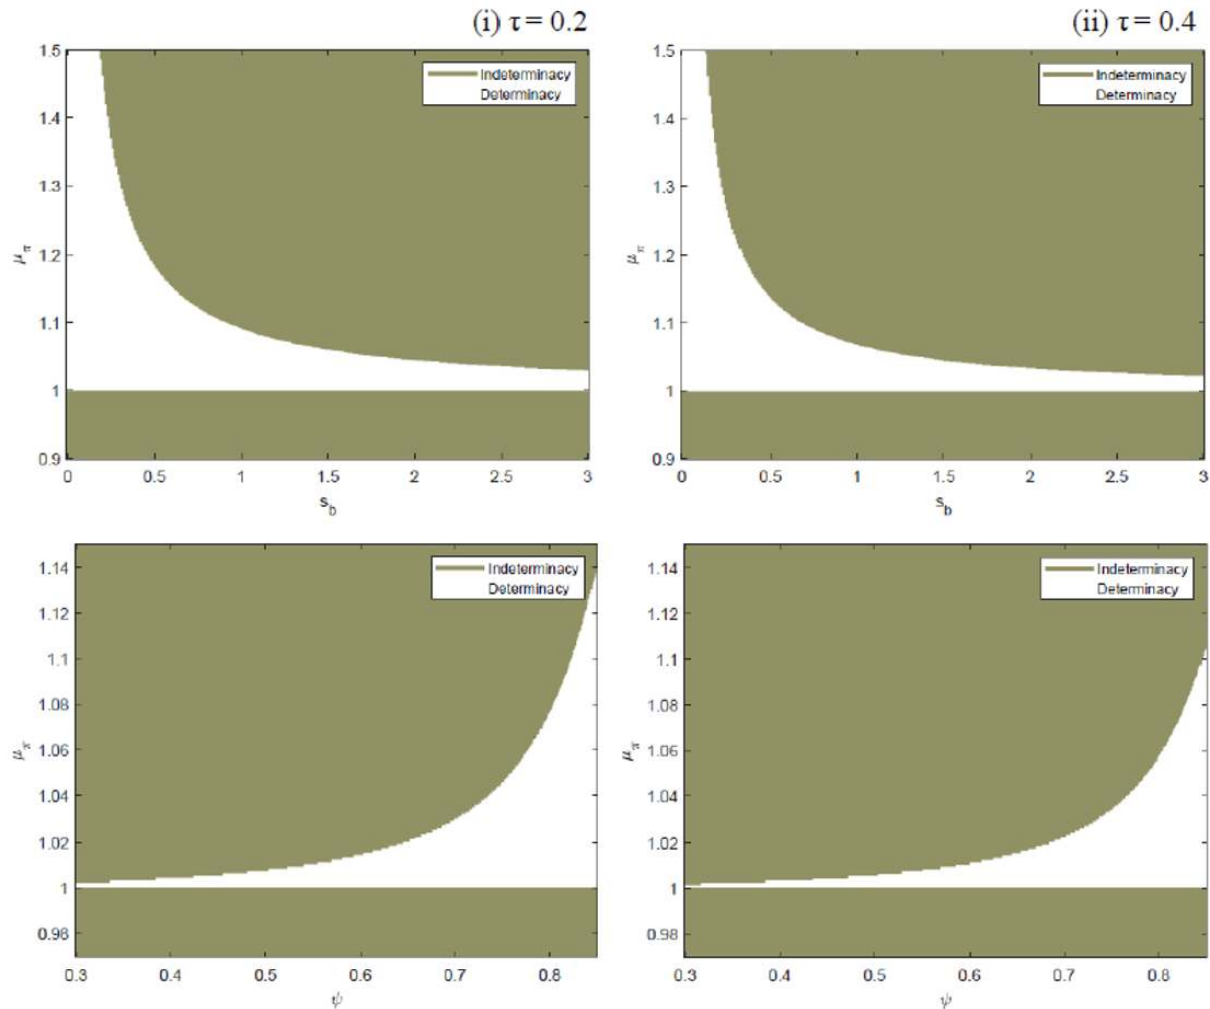 (i) τ = 0.2
(ii) τ = 0.4
1.5
1.4
1.3
1.2
1.1
1
0.9
μπ
Indeterminacy
Determinacy
0 0.5 1 1.5 2 2.5 3
s_b
1.5
1.4
1.3
1.2
1.1
1
0.9
μπ
Indeterminacy
Determinacy
0 0.5 1 1.5 2 2.5 3
s_b
1.14
1.12
1.1
1.08
1.06
1.04
1.02
1
0.98
μπ
Indeterminacy
Determinacy
0.3 0.4 0.5 0.6 0.7 0.8
ψ
1.14
1.12
1.1
1.08
1.06
1.04
1.02
1
0.98
μπ
Indeterminacy
Determinacy
0.3 0.4 0.5 0.6 0.7 0.8
ψ